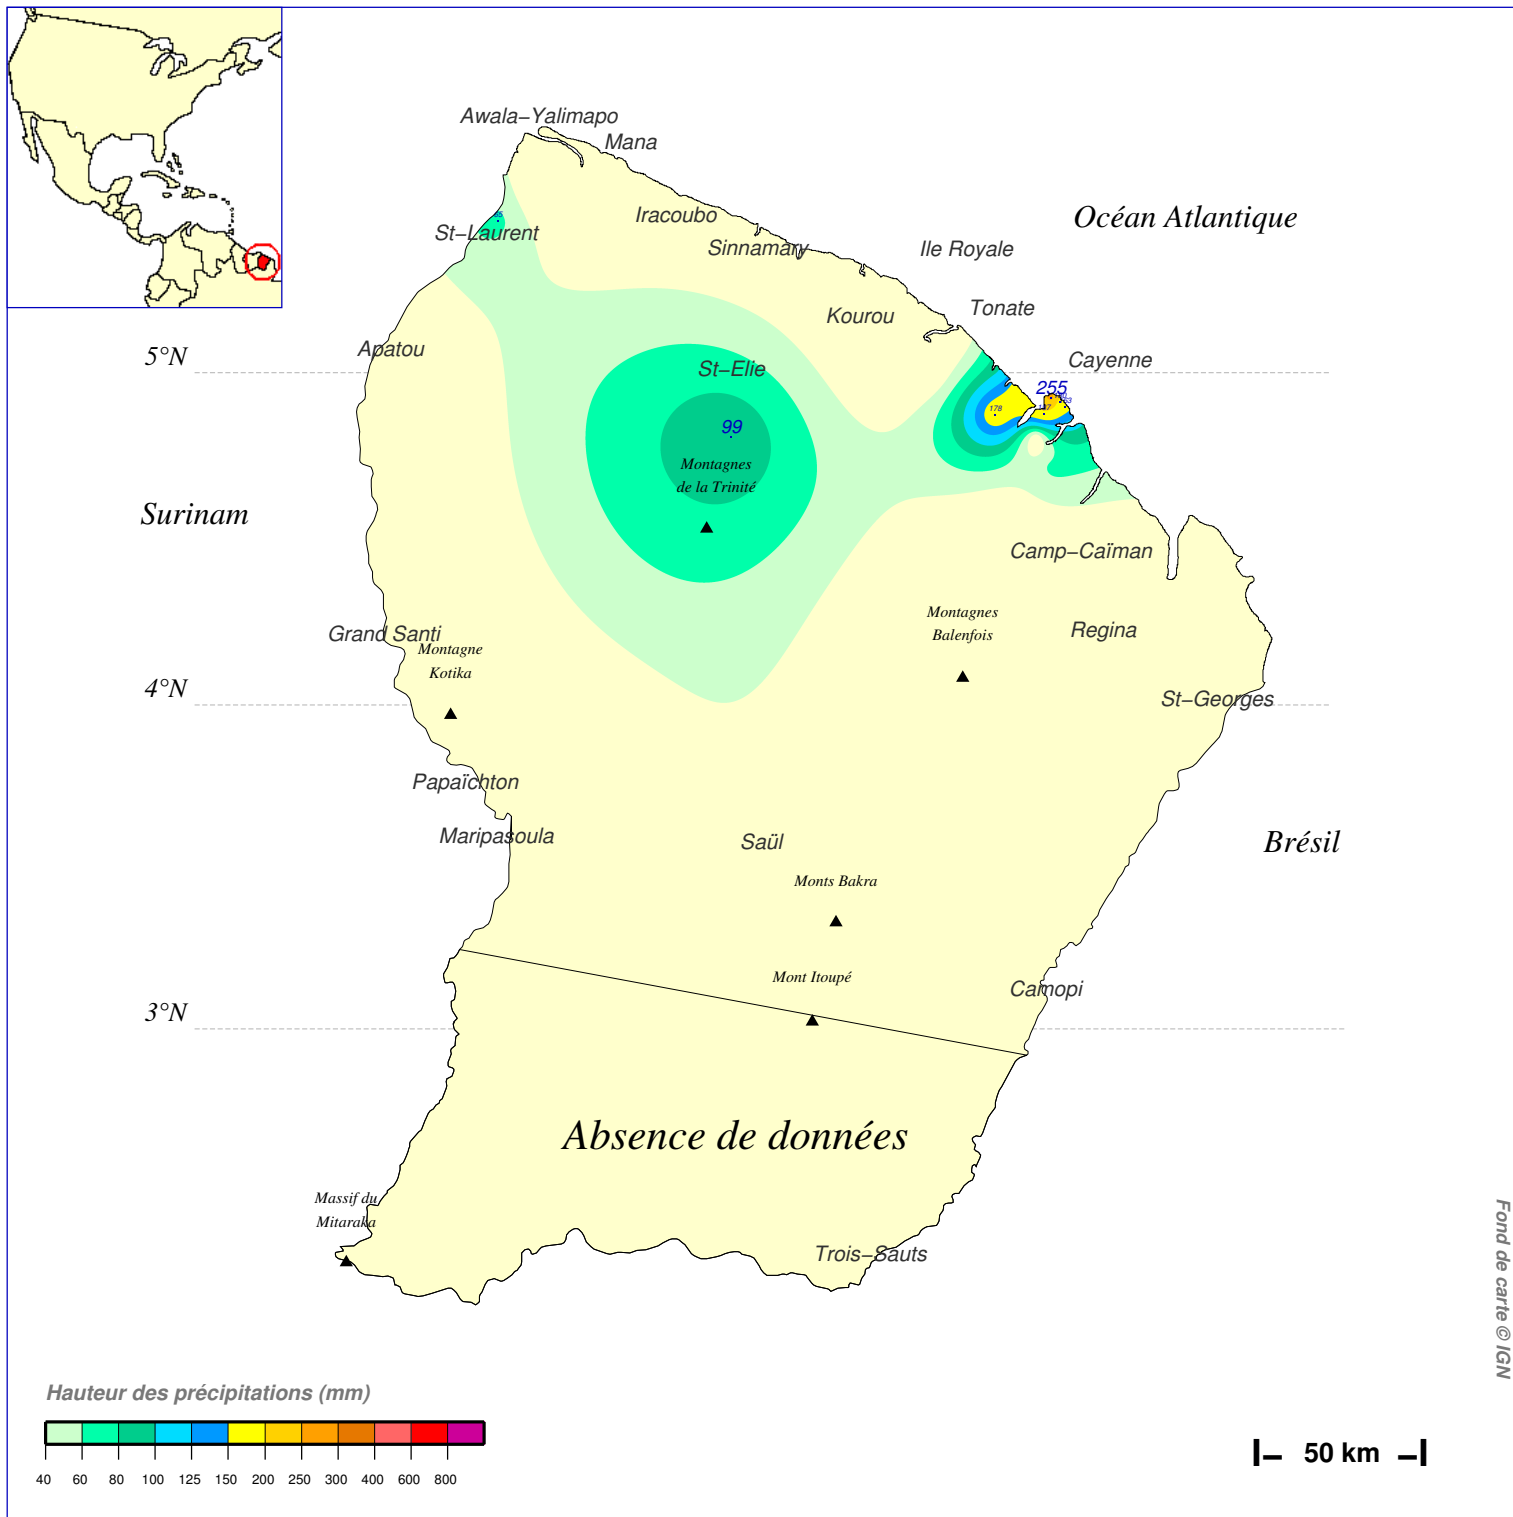 Awala−Yalimapo
Mana
Iracoubo
Océan Atlantique
St−Laurent
Sinnamary
Ile Royale
Tonate
Kourou
Apatou
5°N
Cayenne
St−Elie
255
178
99
Montagnes
de la Trinité
Surinam
Camp−Caïman
Montagnes
Balenfois
Regina
Grand Santi
Montagne
Kotika
4°N
St−Georges
Papaïchton
Maripasoula
Saül
Brésil
Monts Bakra
Mont Itoupé
Camopi
3°N
Absence de données
Massif du
Mitaraka
Trois−Sauts
Fond de carte © IGN
Hauteur des précipitations (mm)
40 60 80 100 125 150 200 250 300 400 600 800
50 km